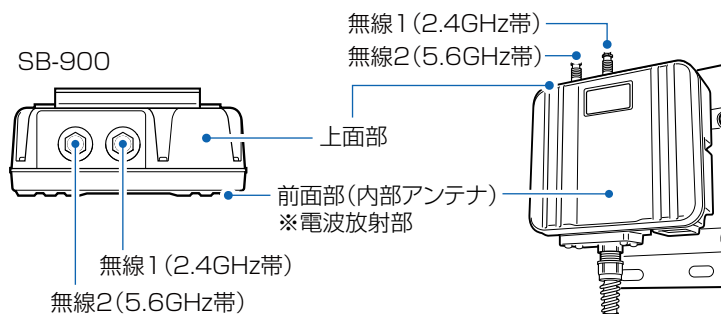 無線1(2.4GHz帯)
無線2(5.6GHz帯)
SB-900
上面部
前面部(内部アンテナ)
※電波放射部
無線1(2.4GHz帯)
無線2(5.6GHz帯)